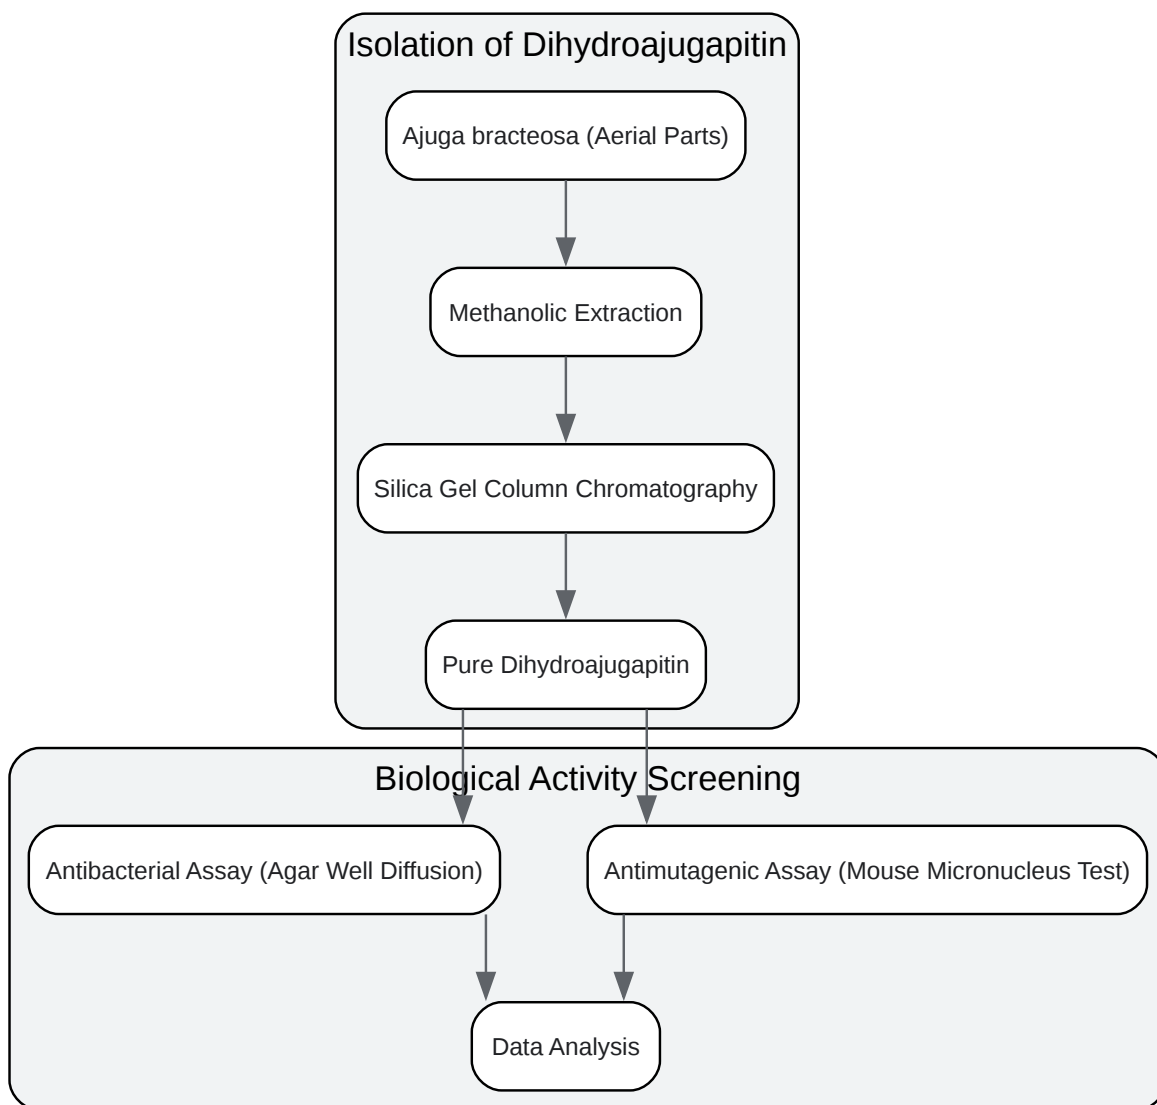 Isolation of Dihydroajugapitin
Ajuga bracteosa (Aerial Parts)
Methanolic Extraction
Silica Gel Column Chromatography
Pure Dihydroajugapitin
Biological Activity Screening
Antibacterial Assay (Agar Well Diffusion)
Antimutagenic Assay (Mouse Micronucleus Test)
Data Analysis